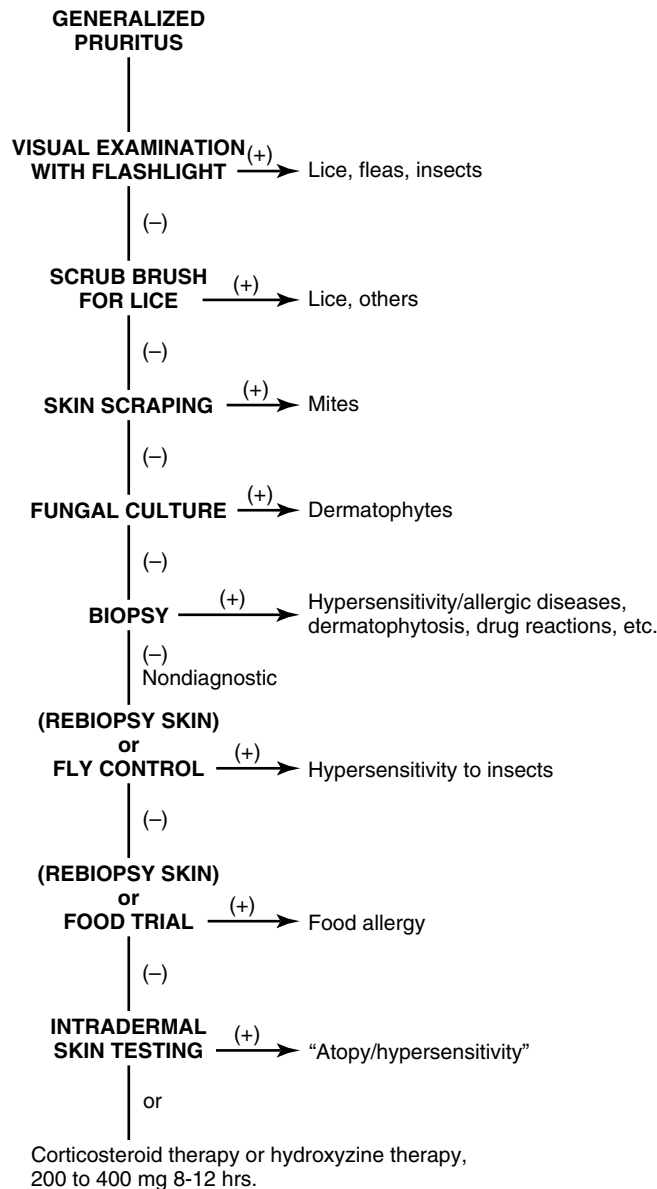 GENERALIZED
PRURITUS
VISUAL EXAMINATION
WITH FLASHLIGHT
(+)
Lice, fleas, insects
(–)
SCRUB BRUSH
FOR LICE
(+)
Lice, others
(–)
SKIN SCRAPING
(+)
Mites
(–)
FUNGAL CULTURE
(+)
Dermatophytes
(–)
BIOPSY
(+)
Hypersensitivity/allergic diseases,
dermatophytosis, drug reactions, etc.
(–)
Nondiagnostic
(REBIOPSY SKIN)
or
FLY CONTROL
(+)
Hypersensitivity to insects
(–)
(REBIOPSY SKIN)
or
FOOD TRIAL
(+)
Food allergy
(–)
INTRADERMAL
SKIN TESTING
(+)
“Atopy/hypersensitivity”
or
Corticosteroid therapy or hydroxyzine therapy,
200 to 400 mg 8-12 hrs.